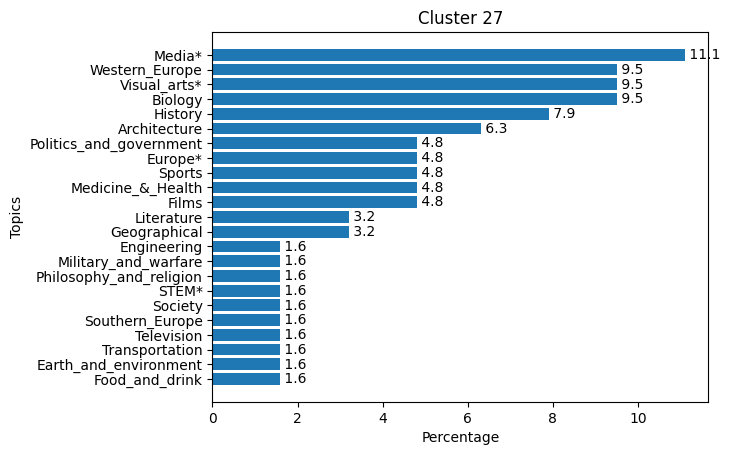 Cluster 27
Media* 11.1
Western_Europe 9.5
Visual_arts* 9.5
Biology 9.5
History 7.9
Architecture 6.3
Politics_and_government 4.8
Europe* 4.8
Sports 4.8
Medicine_&_Health 4.8
Films 4.8
Literature 3.2
Geographical 3.2
Engineering 1.6
Military_and_warfare 1.6
Philosophy_and_religion 1.6
STEM* 1.6
Society 1.6
Southern_Europe 1.6
Television 1.6
Transportation 1.6
Earth_and_environment 1.6
Food_and_drink 1.6
Topics
0 2 4 6 8 10
Percentage